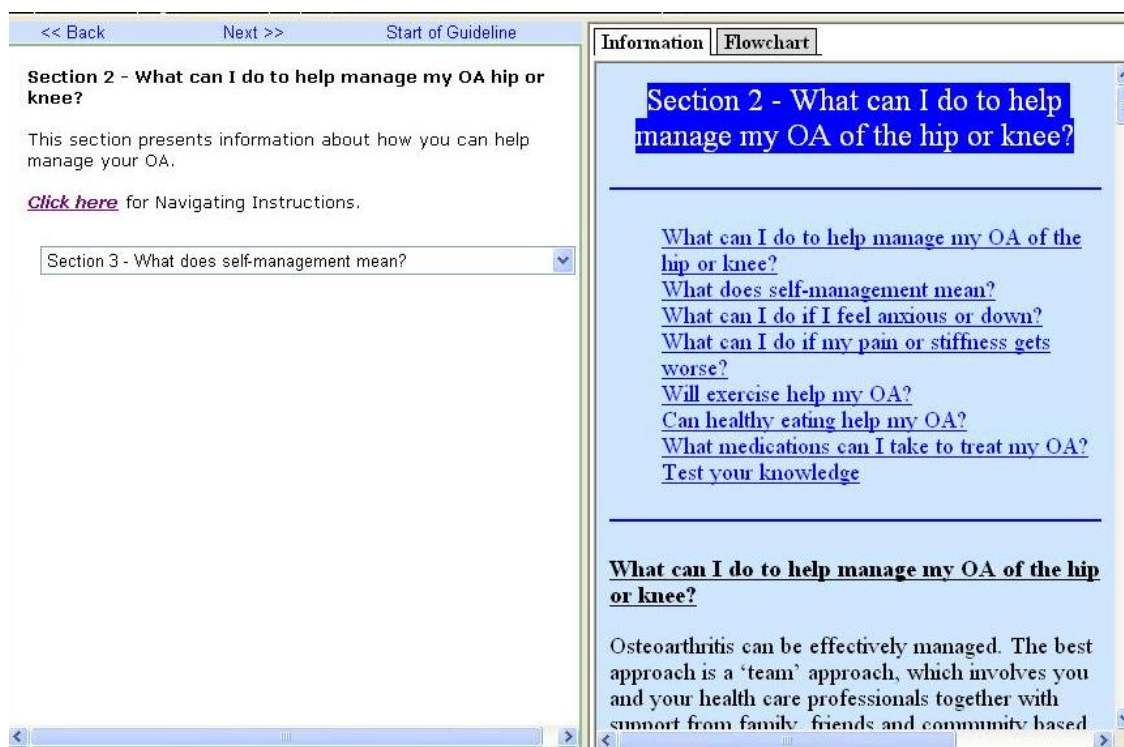 << Back Next >> Start of Guideline
Section 2 - What can I do to help manage my OA hip or
knee?
This section presents information about how you can help
manage your OA.
Click here for Navigating Instructions.
Section 3 - What does self-management mean?
Information Flowchart
Section 2 - What can I do to help
manage my OA of the hip or knee?
What can I do to help manage my OA of the
hip or knee?
What does self-management mean?
What can I do if I feel anxious or down?
What can I do if my pain or stiffness gets
worse?
Will exercise help my OA?
Can healthy eating help my OA?
What medications can I take to treat my OA?
Test your knowledge
What can I do to help manage my OA of the hip
or knee?
Osteoarthritis can be effectively managed. The best
approach is a ‘team’ approach, which involves you
and your health care professionals together with
support from family, friends and community based